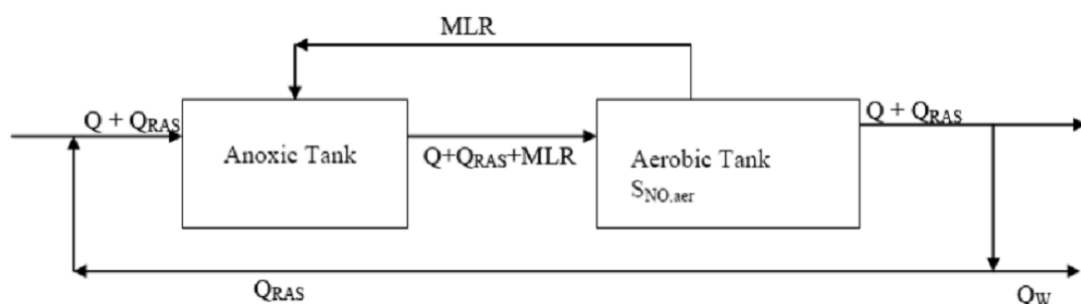 MLR
Q + QRAS
Anoxic Tank
Q+QRAS+MLR
Aerobic Tank
SNO.aer
Q + QRAS
QRAS
QW